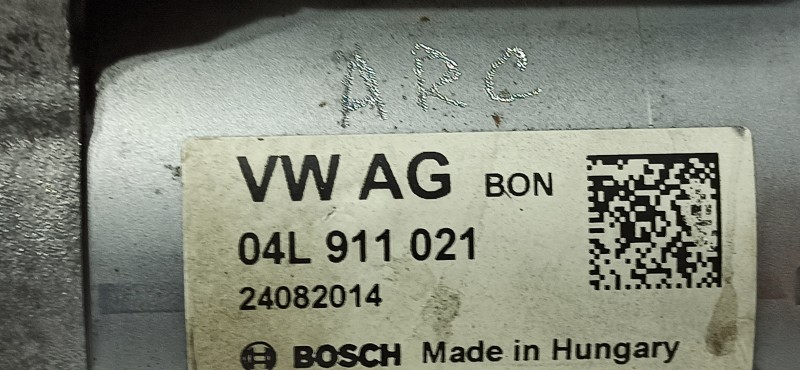 ARC
VW AG BON
04L 911 021
24082014
BOSCH Made in Hungary